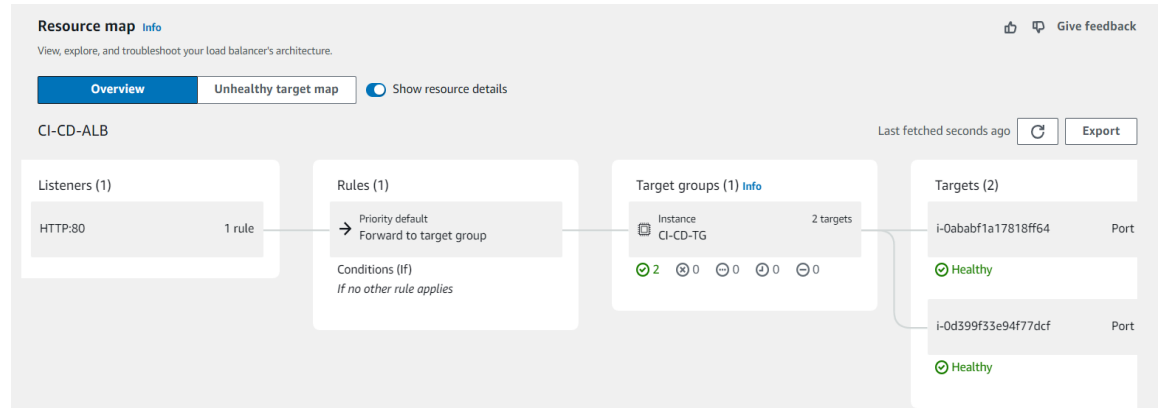 Resource map Info
Give feedback
View, explore, and troubleshoot your load balancer's architecture.
Overview
Unhealthy target map
Show resource details
CI-CD-ALB
Last fetched seconds ago
Export
Listeners (1)
HTTP:80
1 rule
Rules (1)
Priority default
Forward to target group
Conditions (If)
If no other rule applies
Target groups (1) Info
Instance
2 targets
CI-CD-TG
2 0 0 0 0
Targets (2)
i-0ababf1a17818ff64 Port
Healthy
i-0d399f33e94f77dcf Port
Healthy